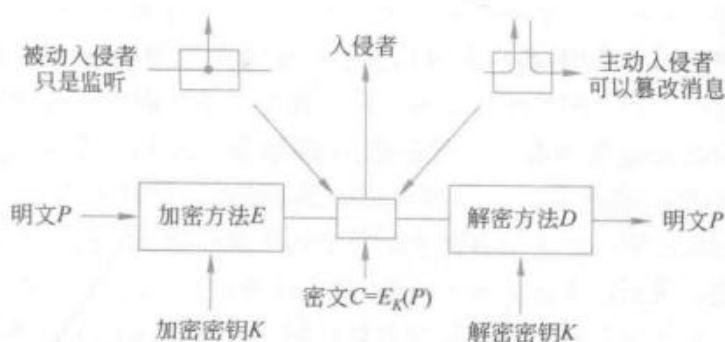 被动入侵者
只是监听
入侵者
主动入侵者
可以篡改消息
明文P
加密方法E
解密方法D
明文P
密文C=E_K(P)
加密密钥K
解密密钥K